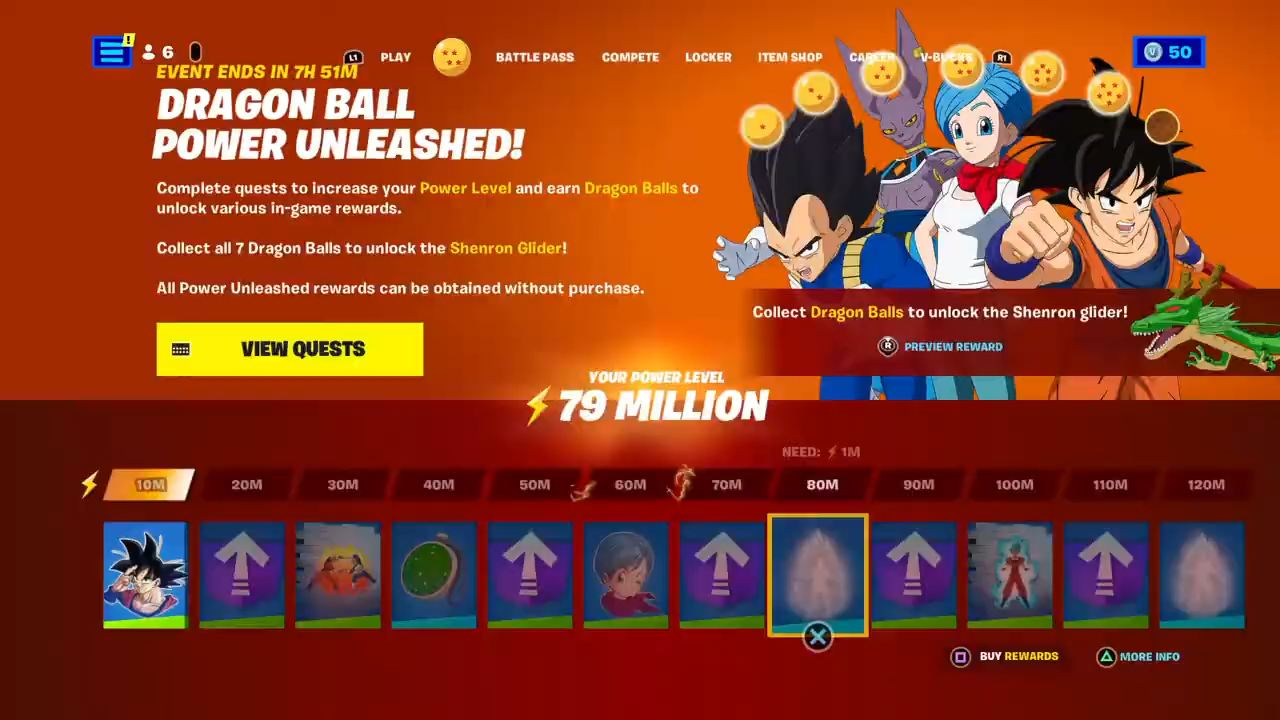 !
6
L1
PLAY
BATTLE PASS
COMPETE
LOCKER
ITEM SHOP
CAREER
V-BUCKS
R1
V 50
EVENT ENDS IN 7H 51M
DRAGON BALL
POWER UNLEASHED!
Complete quests to increase your Power Level and earn Dragon Balls to
unlock various in-game rewards.
Collect all 7 Dragon Balls to unlock the Shenron Glider!
All Power Unleashed rewards can be obtained without purchase.
VIEW QUESTS
Collect Dragon Balls to unlock the Shenron glider!
R PREVIEW REWARD
YOUR POWER LEVEL
79 MILLION
NEED: 1M
10M 20M 30M 40M 50M 60M 70M 80M 90M 100M 110M 120M
BUY REWARDS
MORE INFO